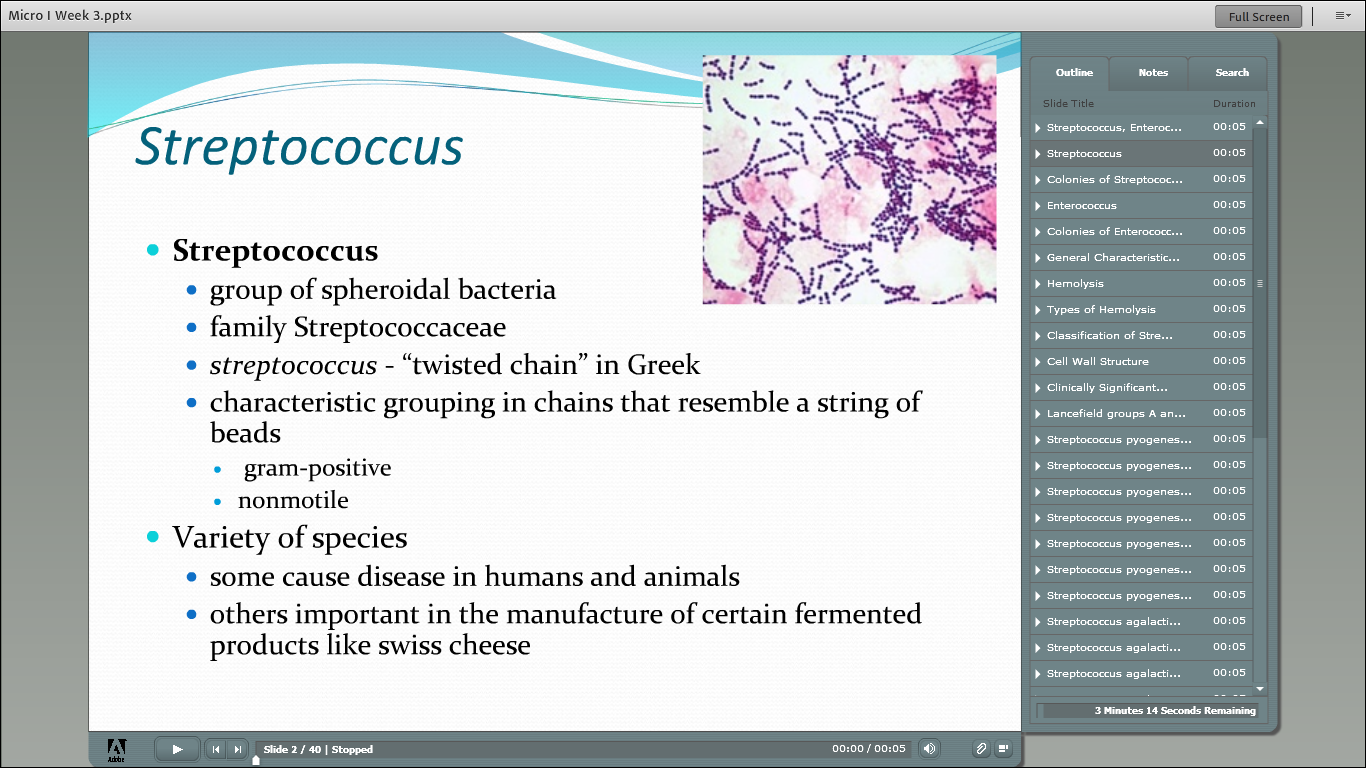 Micro I Week 3.pptx
Full Screen
Streptococcus
Streptococcus
group of spheroidal bacteria
family Streptococcaceae
streptococcus - “twisted chain” in Greek
characteristic grouping in chains that resemble a string of
beads
gram-positive
nonmotile
Variety of species
some cause disease in humans and animals
others important in the manufacture of certain fermented
products like swiss cheese
Outline Notes Search
Slide Title Duration
Streptococcus, Enteroc... 00:05
Streptococcus 00:05
Colonies of Streptococ... 00:05
Enterococcus 00:05
Colonies of Enterococc... 00:05
General Characteristic... 00:05
Hemolysis 00:05
Types of Hemolysis 00:05
Classification of Stre... 00:05
Cell Wall Structure 00:05
Clinically Significant... 00:05
Lancefield groups A an... 00:05
Streptococcus pyogenes... 00:05
Streptococcus pyogenes... 00:05
Streptococcus pyogenes... 00:05
Streptococcus pyogenes... 00:05
Streptococcus pyogenes... 00:05
Streptococcus pyogenes... 00:05
Streptococcus pyogenes... 00:05
Streptococcus agalacti... 00:05
Streptococcus agalacti... 00:05
Streptococcus agalacti... 00:05
3 Minutes 14 Seconds Remaining
Adobe
Slide 2 / 40 | Stopped 00:00 / 00:05